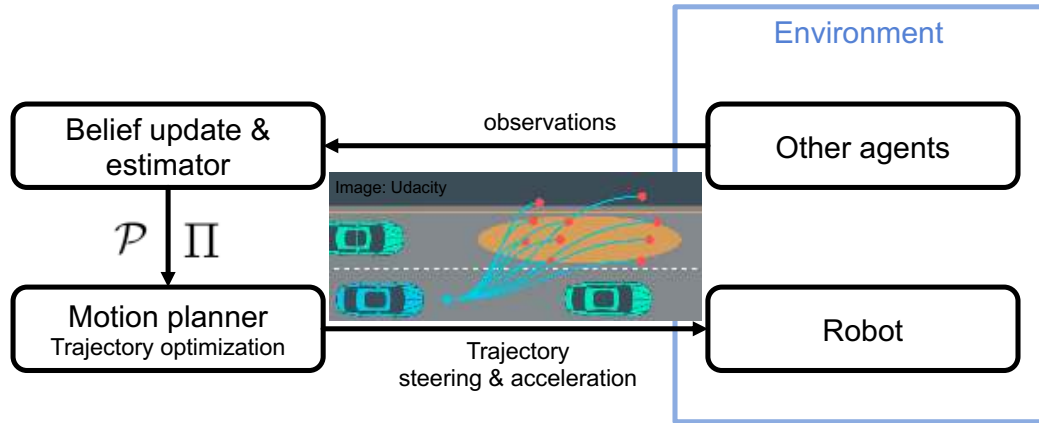 Environment
Belief update &
estimator
observations
Other agents
Image: Udacity
𝒫 Π
Motion planner
Trajectory optimization
Robot
Trajectory
steering & acceleration